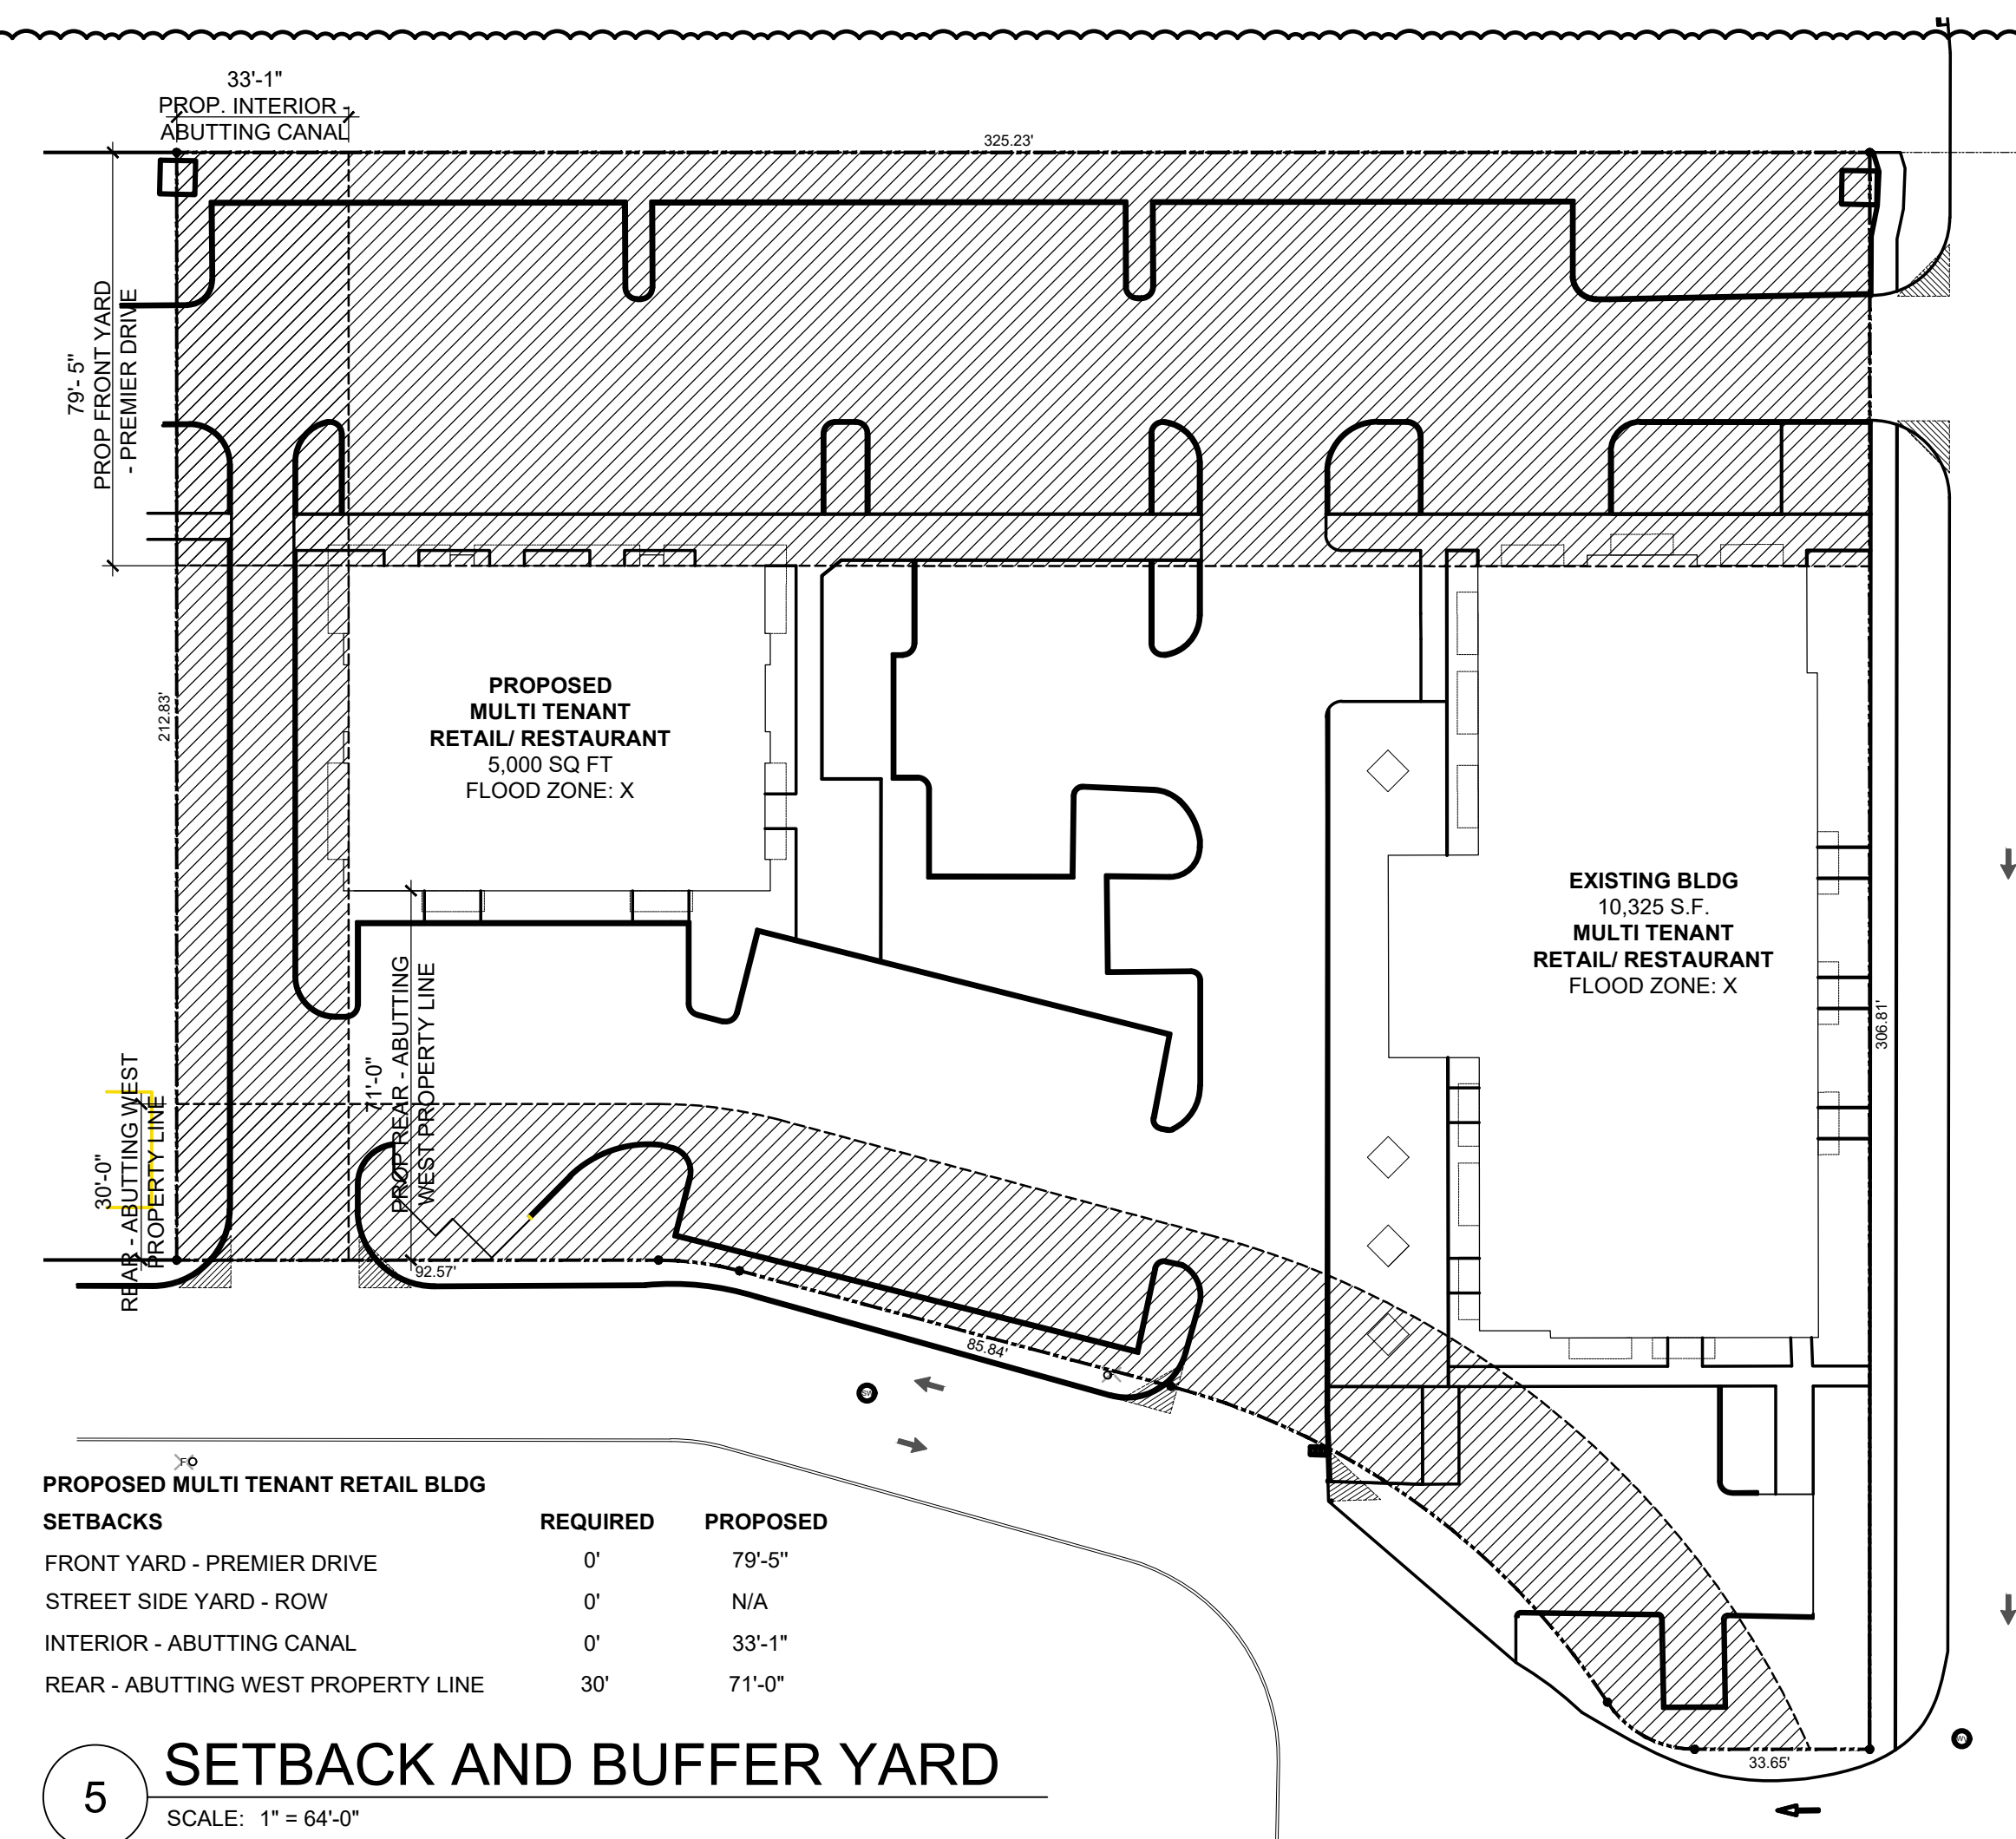 33'-1"
PROP. INTERIOR -
ABUTTING CANAL
325.23'
79'- 5"
PROP FRONT YARD
- PREMIER DRIVE
212.83'
PROPOSED
MULTI TENANT
RETAIL/ RESTAURANT
5,000 SQ FT
FLOOD ZONE: X
EXISTING BLDG
10,325 S.F.
MULTI TENANT
RETAIL/ RESTAURANT
FLOOD ZONE: X
306.81'
71'-0"
PROP REAR - ABUTTING
WEST PROPERTY LINE
30'-0"
REAR - ABUTTING WEST
PROPERTY LINE
92.57'
85.84'
33.65'
PROPOSED MULTI TENANT RETAIL BLDG
SETBACKS REQUIRED PROPOSED
FRONT YARD - PREMIER DRIVE 0' 79'-5"
STREET SIDE YARD - ROW 0' N/A
INTERIOR - ABUTTING CANAL 0' 33'-1"
REAR - ABUTTING WEST PROPERTY LINE 30' 71'-0"
5 SETBACK AND BUFFER YARD
SCALE: 1" = 64'-0"